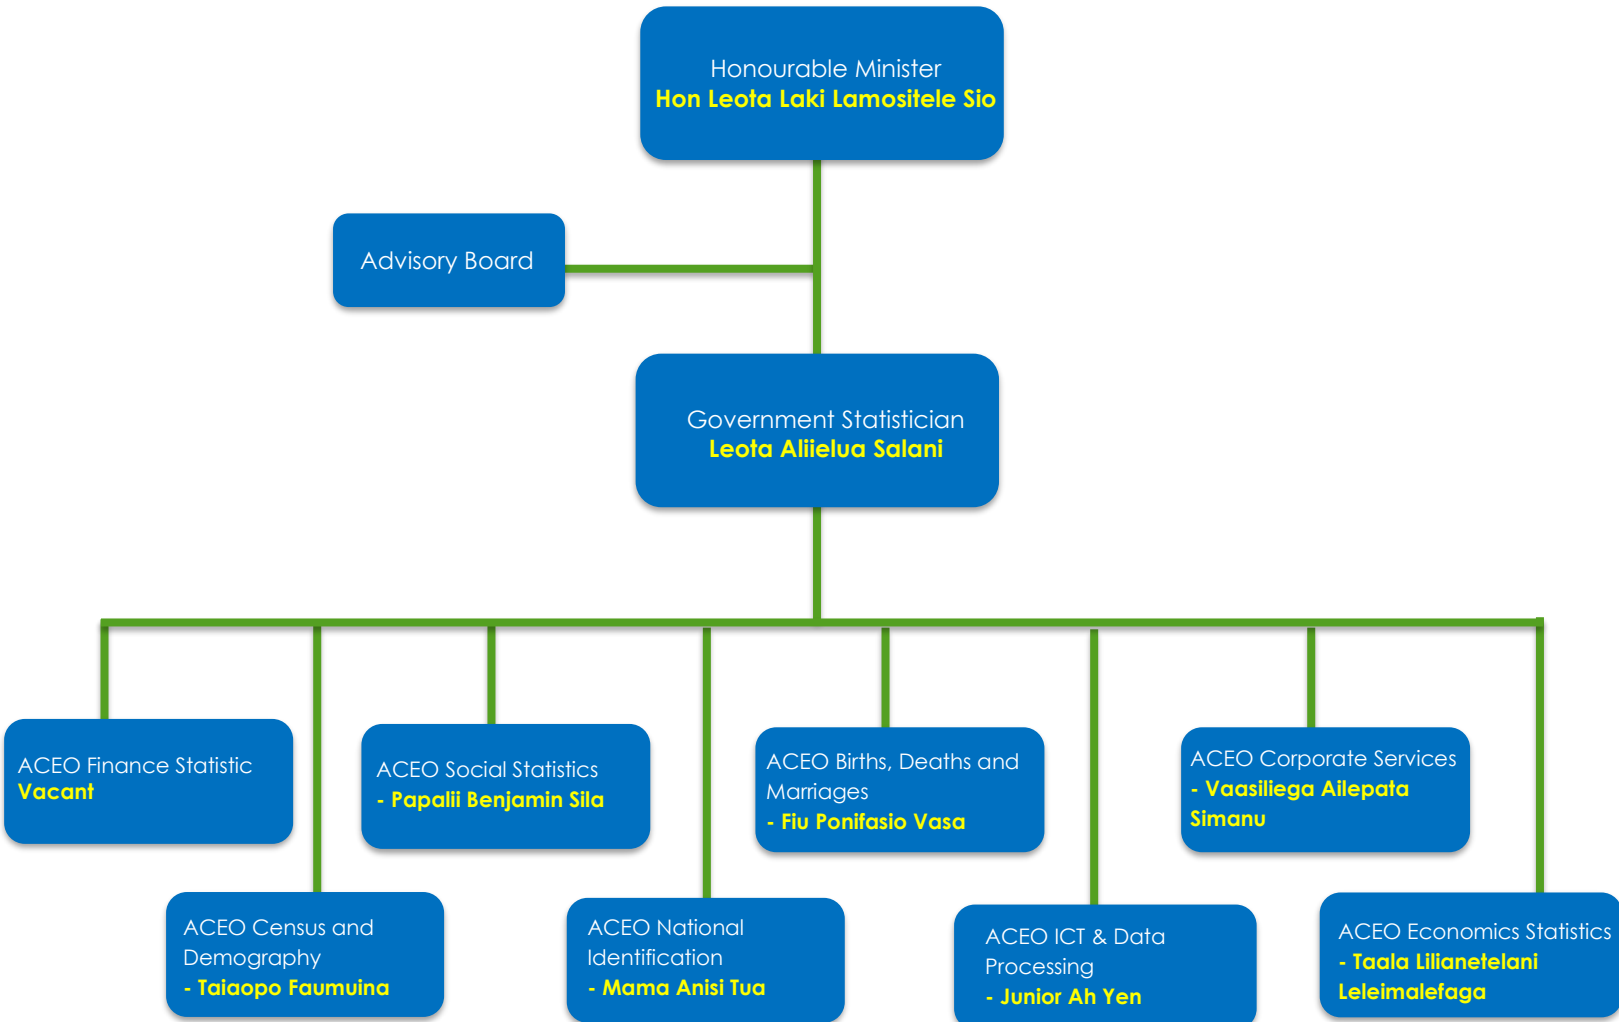 Honourable Minister
Hon Leota Laki Lamositele Sio
Advisory Board
Government Statistician
Leota Aliielua Salani
ACEO Finance Statistic
Vacant
ACEO Social Statistics
- Papalii Benjamin Sila
ACEO Births, Deaths and
Marriages
- Fiu Ponifasio Vasa
ACEO Corporate Services
- Vaasiliega Ailepata
Simanu
ACEO Census and
Demography
- Taiaopo Faumuina
ACEO National
Identification
- Mama Anisi Tua
ACEO ICT & Data
Processing
- Junior Ah Yen
ACEO Economics Statistics
- Taala Lilianetelani
Leleimalefaga